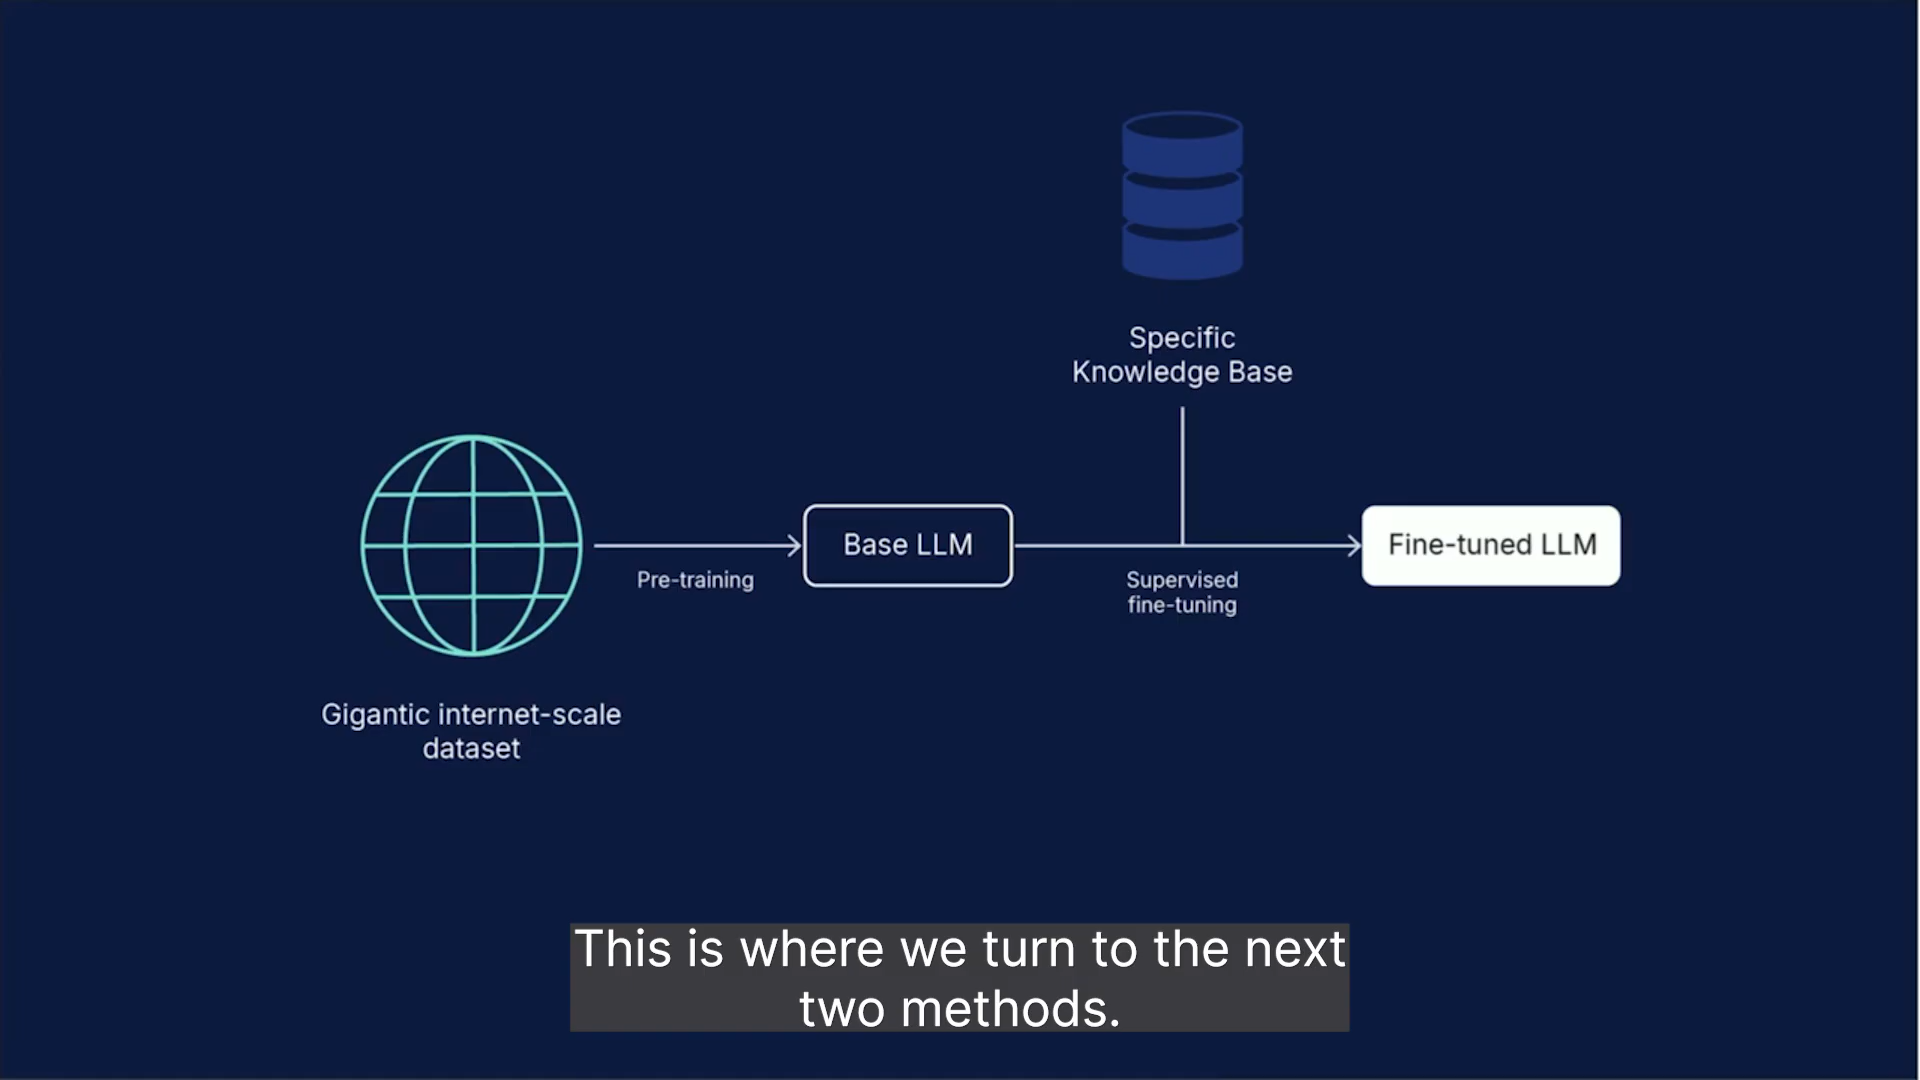 Specific
Knowledge Base
Base LLM
Fine-tuned LLM
Pre-training
Supervised
fine-tuning
Gigantic internet-scale
dataset
This is where we turn to the next
two methods.